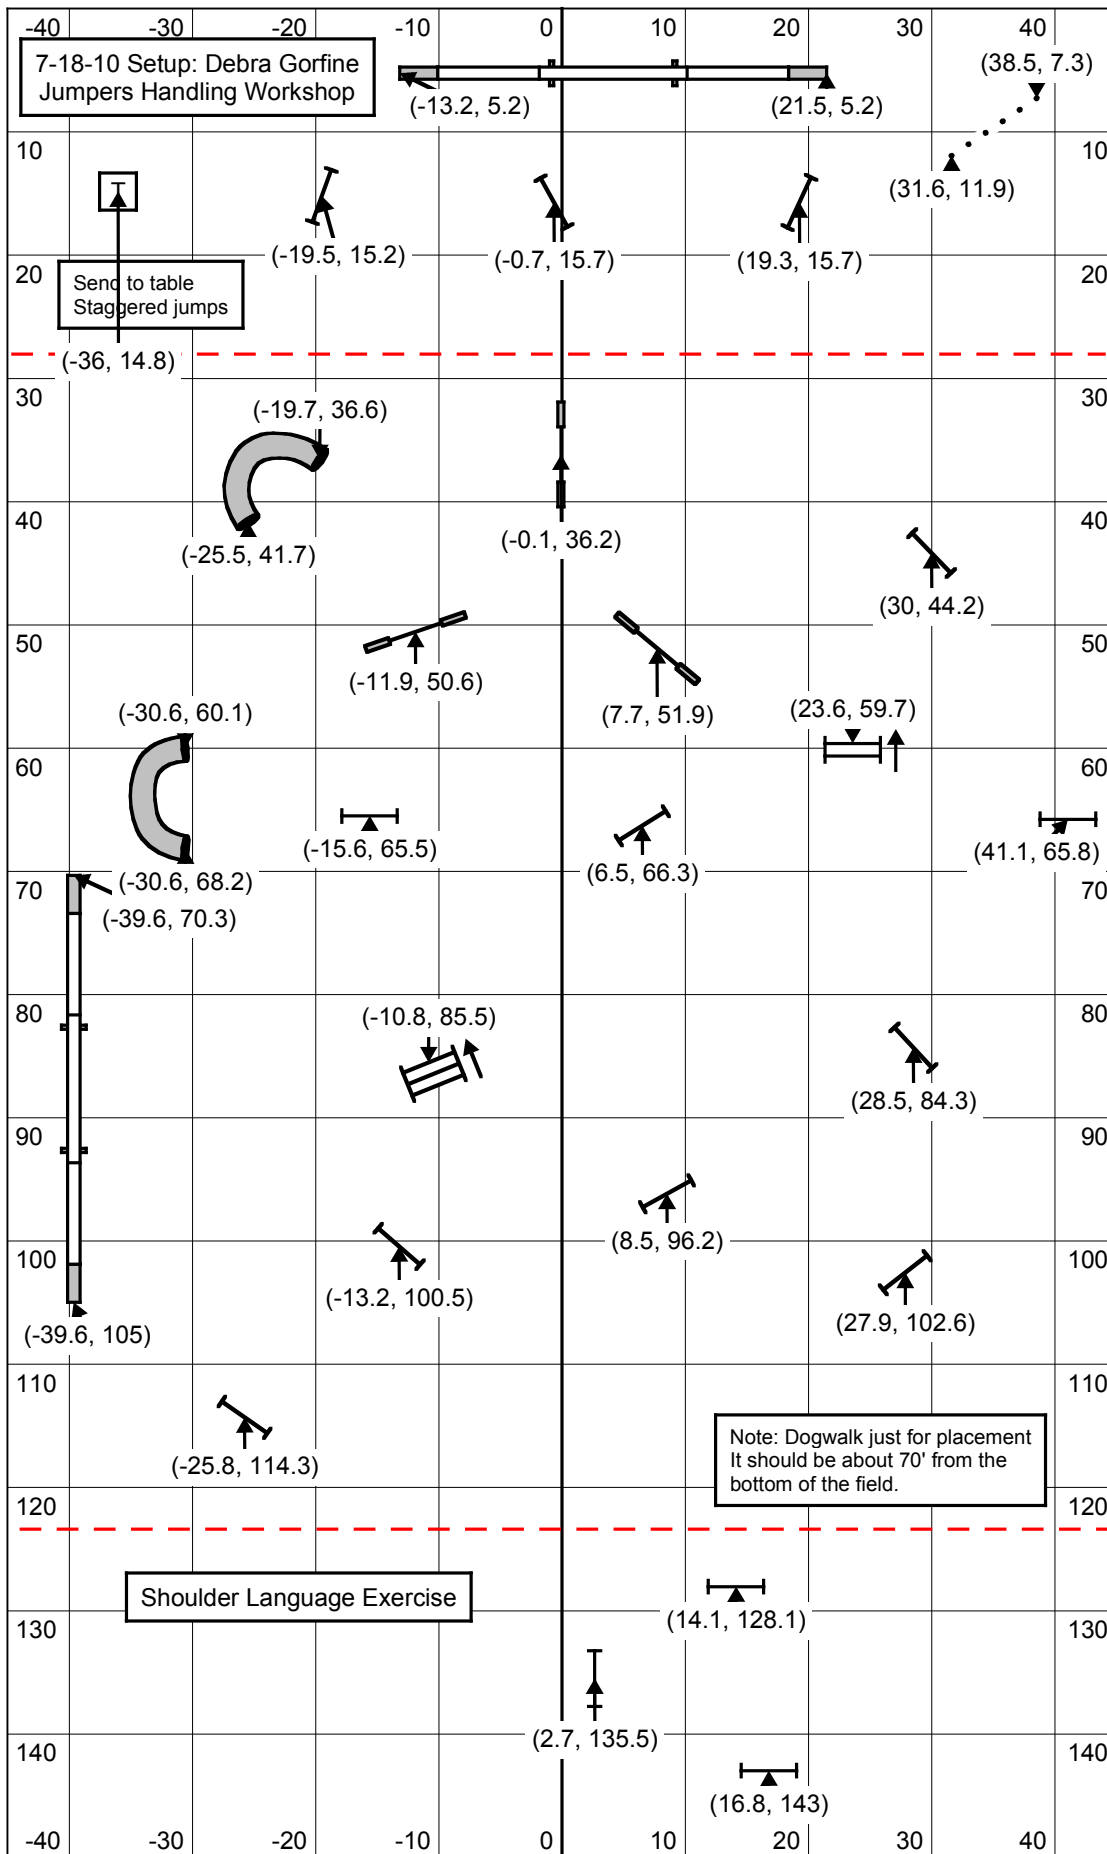 -40 -30 -20 -10 0 10 20 30 40
7-18-10 Setup: Debra Gorfine
Jumpers Handling Workshop
(38.5, 7.3)
(-13.2, 5.2) (21.5, 5.2)
10 10
(31.6, 11.9)
(-19.5, 15.2) (-0.7, 15.7) (19.3, 15.7)
20 20
Send to table
Staggered jumps
(-36, 14.8)
30 30
(-19.7, 36.6)
40 40
(-25.5, 41.7) (-0.1, 36.2)
(30, 44.2)
50 50
(-11.9, 50.6)
(7.7, 51.9) (23.6, 59.7)
(-30.6, 60.1)
60 60
(-15.6, 65.5) (41.1, 65.8)
(-30.6, 68.2) (6.5, 66.3)
70 70
(-39.6, 70.3)
80 80
(-10.8, 85.5)
(28.5, 84.3)
90 90
(8.5, 96.2)
100 100
(-13.2, 100.5)
(-39.6, 105) (27.9, 102.6)
110 110
Note: Dogwalk just for placement
It should be about 70' from the
bottom of the field.
(-25.8, 114.3)
120 120
Shoulder Language Exercise
(14.1, 128.1)
130 130
(2.7, 135.5)
140 140
(16.8, 143)
-40 -30 -20 -10 0 10 20 30 40